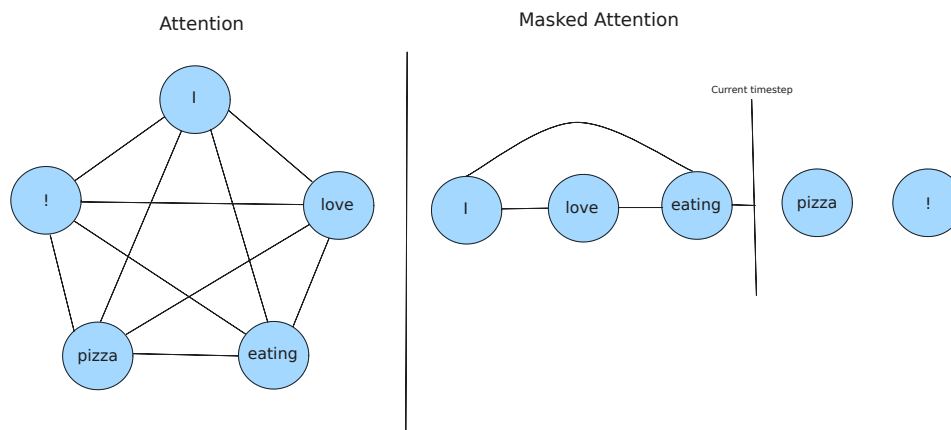 Attention
I
!
love
pizza
eating
Masked Attention
Current timestep
I
love
eating
pizza
!